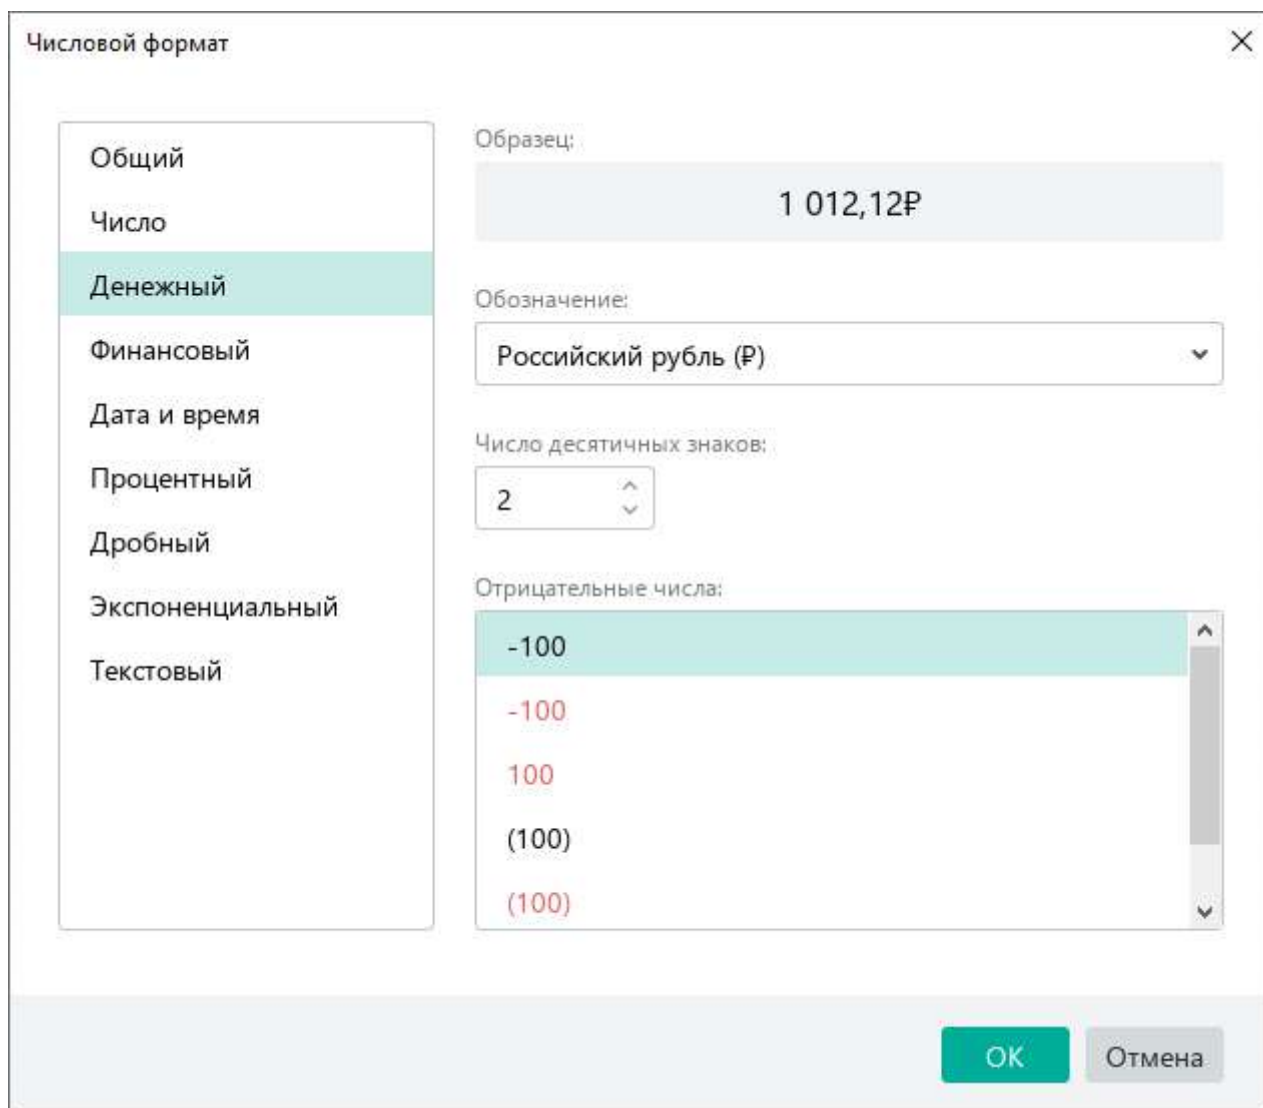 Числовой формат
Общий
Число
Денежный
Финансовый
Дата и время
Процентный
Дробный
Экспоненциальный
Текстовый
Образец:
1 012,12₽
Обозначение:
Российский рубль (₽)
Число десятичных знаков:
2
Отрицательные числа:
-100
-100
100
(100)
(100)
ОК
Отмена